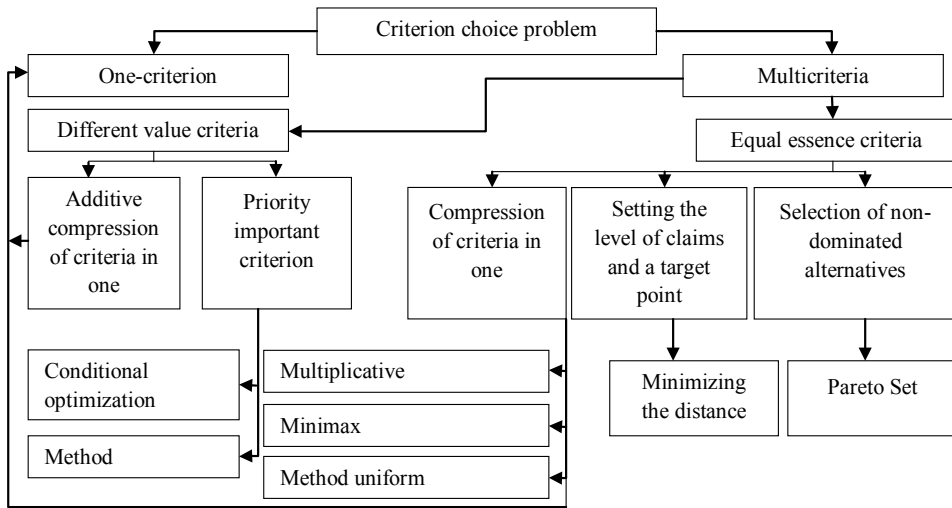 Criterion choice problem
One-criterion
Multicriteria
Different value criteria
Equal essence criteria
Additive
compression
of criteria in
one
Priority
important
criterion
Compression
of criteria in
one
Setting the
level of claims
and a target
point
Selection of non-
dominated
alternatives
Conditional
optimization
Method
Multiplicative
Minimax
Method uniform
Minimizing
the distance
Pareto Set